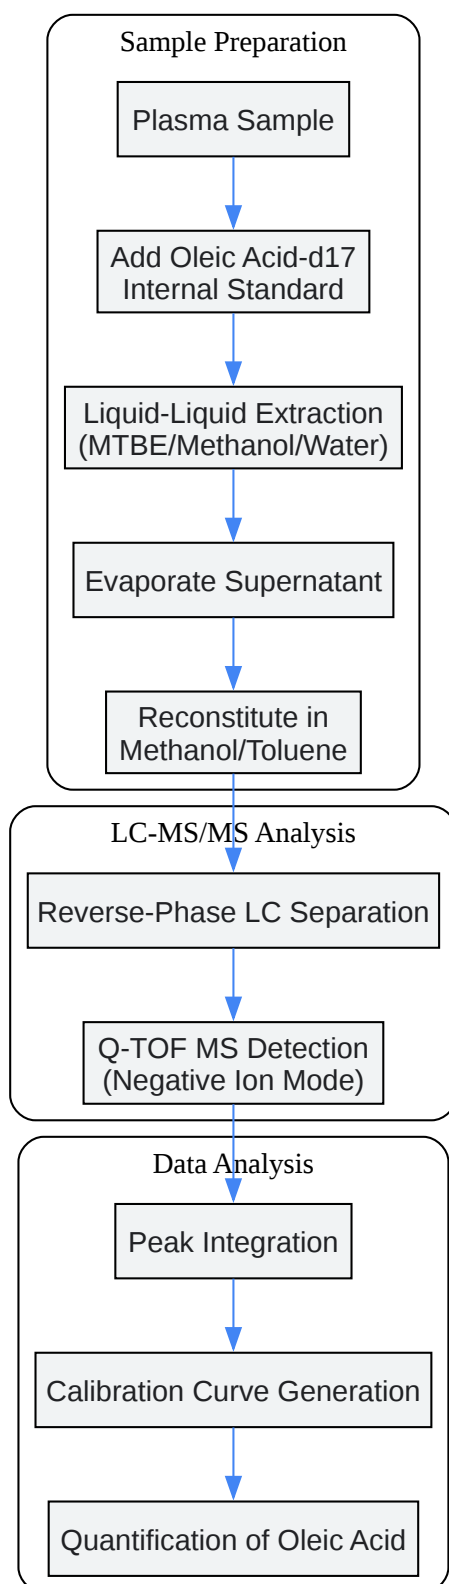 Sample Preparation
Plasma Sample
Add Oleic Acid-d17
Internal Standard
Liquid-Liquid Extraction
(MTBE/Methanol/Water)
Evaporate Supernatant
Reconstitute in
Methanol/Toluene
LC-MS/MS Analysis
Reverse-Phase LC Separation
Q-TOF MS Detection
(Negative Ion Mode)
Data Analysis
Peak Integration
Calibration Curve Generation
Quantification of Oleic Acid